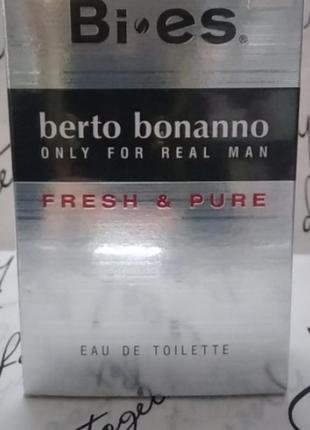 Bi-es®
berto bonanno
ONLY FOR REAL MAN
FRESH & PURE
EAU DE TOILETTE